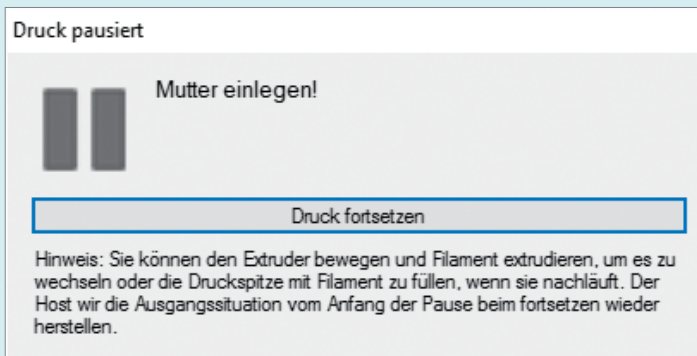 Druck pausiert
Mutter einlegen!
Druck fortsetzen
Hinweis: Sie können den Extruder bewegen und Filament extrudieren, um es zu
wechseln oder die Druckspitze mit Filament zu füllen, wenn sie nachläuft. Der
Host wir die Ausgangssituation vom Anfang der Pause beim fortsetzen wieder
herstellen.